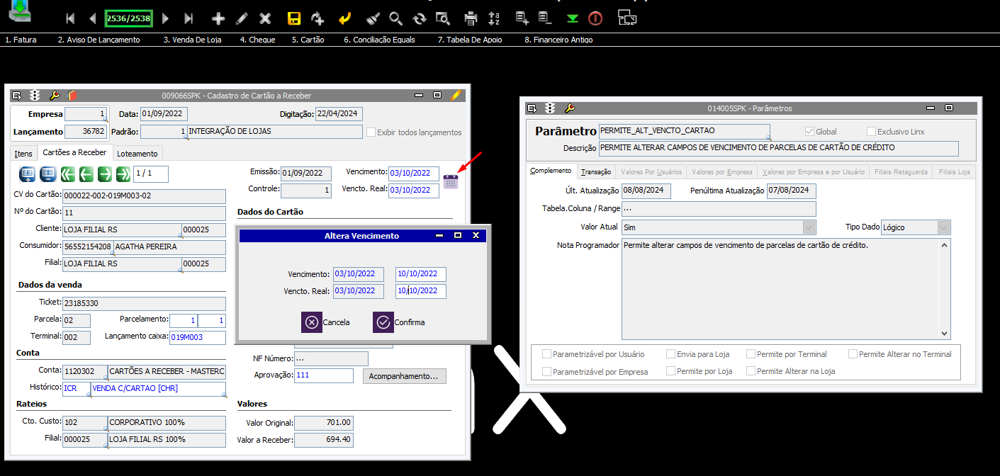 2536/2538
1. Fatura 2. Aviso De Lançamento 3. Venda De Loja 4. Cheque 5. Cartão 6. Conciliação Equals 7. Tabela De Apoio 8. Financeiro Antigo
009066SPK - Cadastro de Cartão a Receber
Empresa 1 Data: 01/09/2022 Digitação: 22/04/2024
Lançamento 36782 Padrão: 1 INTEGRAÇÃO DE LOJAS Exibir todos lançamentos
Itens Cartões a Receber Loteamento
1 / 1
Emissão: 01/09/2022 Vencimento: 03/10/2022
Controle: 1 Vencto. Real: 03/10/2022
CV do Cartão: 000022-002-019M003-02
Nº do Cartão: 11
Dados do Cartão
Cliente: LOJA FILIAL RS 000025
Consumidor: 56552154208 AGATHA PEREIRA
Filial: LOJA FILIAL RS 000025
Dados da venda
Ticket: 23185330
Parcela: 02 Parcelamento: 1 1
Terminal: 002 Lançamento caixa: 019M003
Conta
Conta: 1120302 CARTÕES A RECEBER - MASTERC
Histórico: ICR VENDA C/CARTAO [CHR]
NF Número: ...
Aprovação: 111 Acompanhamento...
Rateios
Cto. Custo: 102 CORPORATIVO 100%
Filial: 000025 LOJA FILIAL RS 100%
Valores
Valor Original: 701.00
Valor a Receber: 694.40
Altera Vencimento
Vencimento: 03/10/2022 10/10/2022
Vencto. Real: 03/10/2022 10/10/2022
Cancela Confirma
014005SPK - Parâmetros
Parâmetro PERMITE_ALT_VENCTO_CARTAO Global Exclusivo Linx
Descrição PERMITE ALTERAR CAMPOS DE VENCIMENTO DE PARCELAS DE CARTÃO DE CRÉDITO
Complemento Transação Valores Por Usuários Valores por Empresa Valores por Empresa e por Usuário Filiais Retaguarda Filiais Loja
Últ. Atualização 08/08/2024 Penúltima Atualização 07/08/2024
Tabela.Coluna / Range ...
Valor Atual Sim Tipo Dado Lógico
Nota Programador Permite alterar campos de vencimento de parcelas de cartão de crédito.
Parametrizável por Usuário Envia para Loja Permite por Terminal Permite Alterar no Terminal
Parametrizável por Empresa Permite por Loja Permite Alterar na Loja